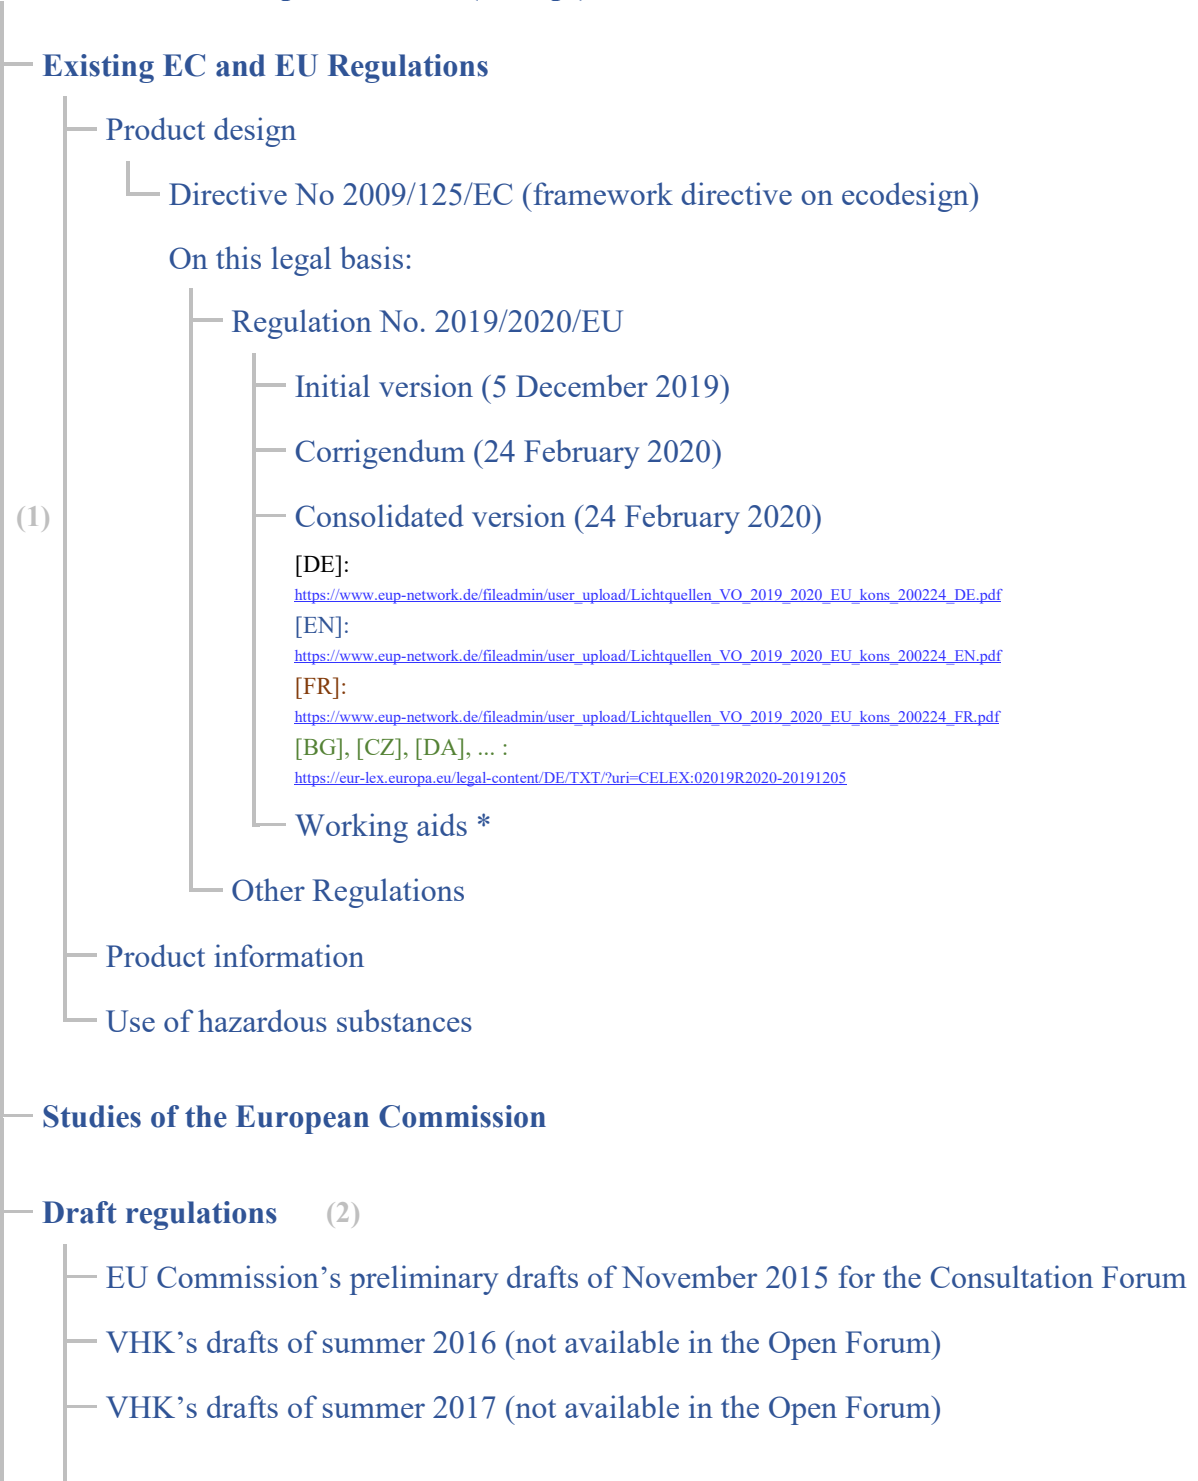 Existing EC and EU Regulations
Product design
Directive No 2009/125/EC (framework directive on ecodesign)
On this legal basis:
Regulation No. 2019/2020/EU
Initial version (5 December 2019)
Corrigendum (24 February 2020)
(1)
Consolidated version (24 February 2020)
[DE]:
https://www.eup-network.de/fileadmin/user_upload/Lichtquellen_VO_2019_2020_EU_kons_200224_DE.pdf
[EN]:
https://www.eup-network.de/fileadmin/user_upload/Lichtquellen_VO_2019_2020_EU_kons_200224_EN.pdf
[FR]:
https://www.eup-network.de/fileadmin/user_upload/Lichtquellen_VO_2019_2020_EU_kons_200224_FR.pdf
[BG], [CZ], [DA], ... :
https://eur-lex.europa.eu/legal-content/DE/TXT/?uri=CELEX:02019R2020-20191205
Working aids *
Other Regulations
Product information
Use of hazardous substances
Studies of the European Commission
Draft regulations (2)
EU Commission’s preliminary drafts of November 2015 for the Consultation Forum
VHK’s drafts of summer 2016 (not available in the Open Forum)
VHK’s drafts of summer 2017 (not available in the Open Forum)